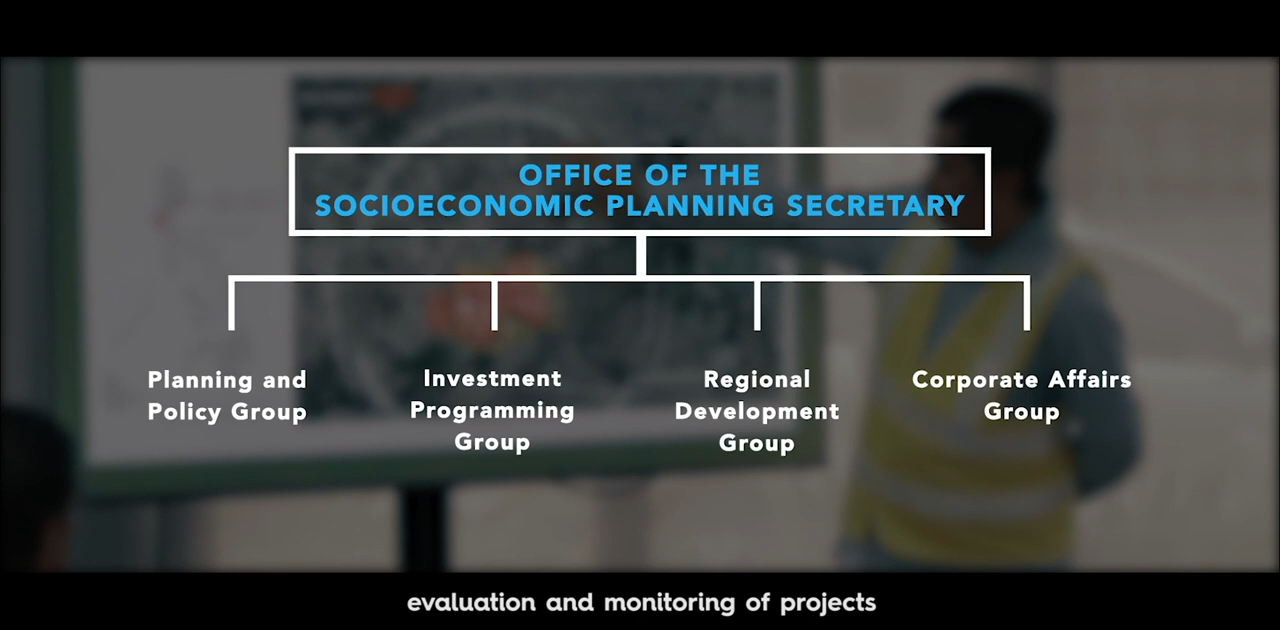 OFFICE OF THE
SOCIOECONOMIC PLANNING SECRETARY
Planning and
Policy Group
Investment
Programming
Group
Regional
Development
Group
Corporate Affairs
Group
evaluation and monitoring of projects